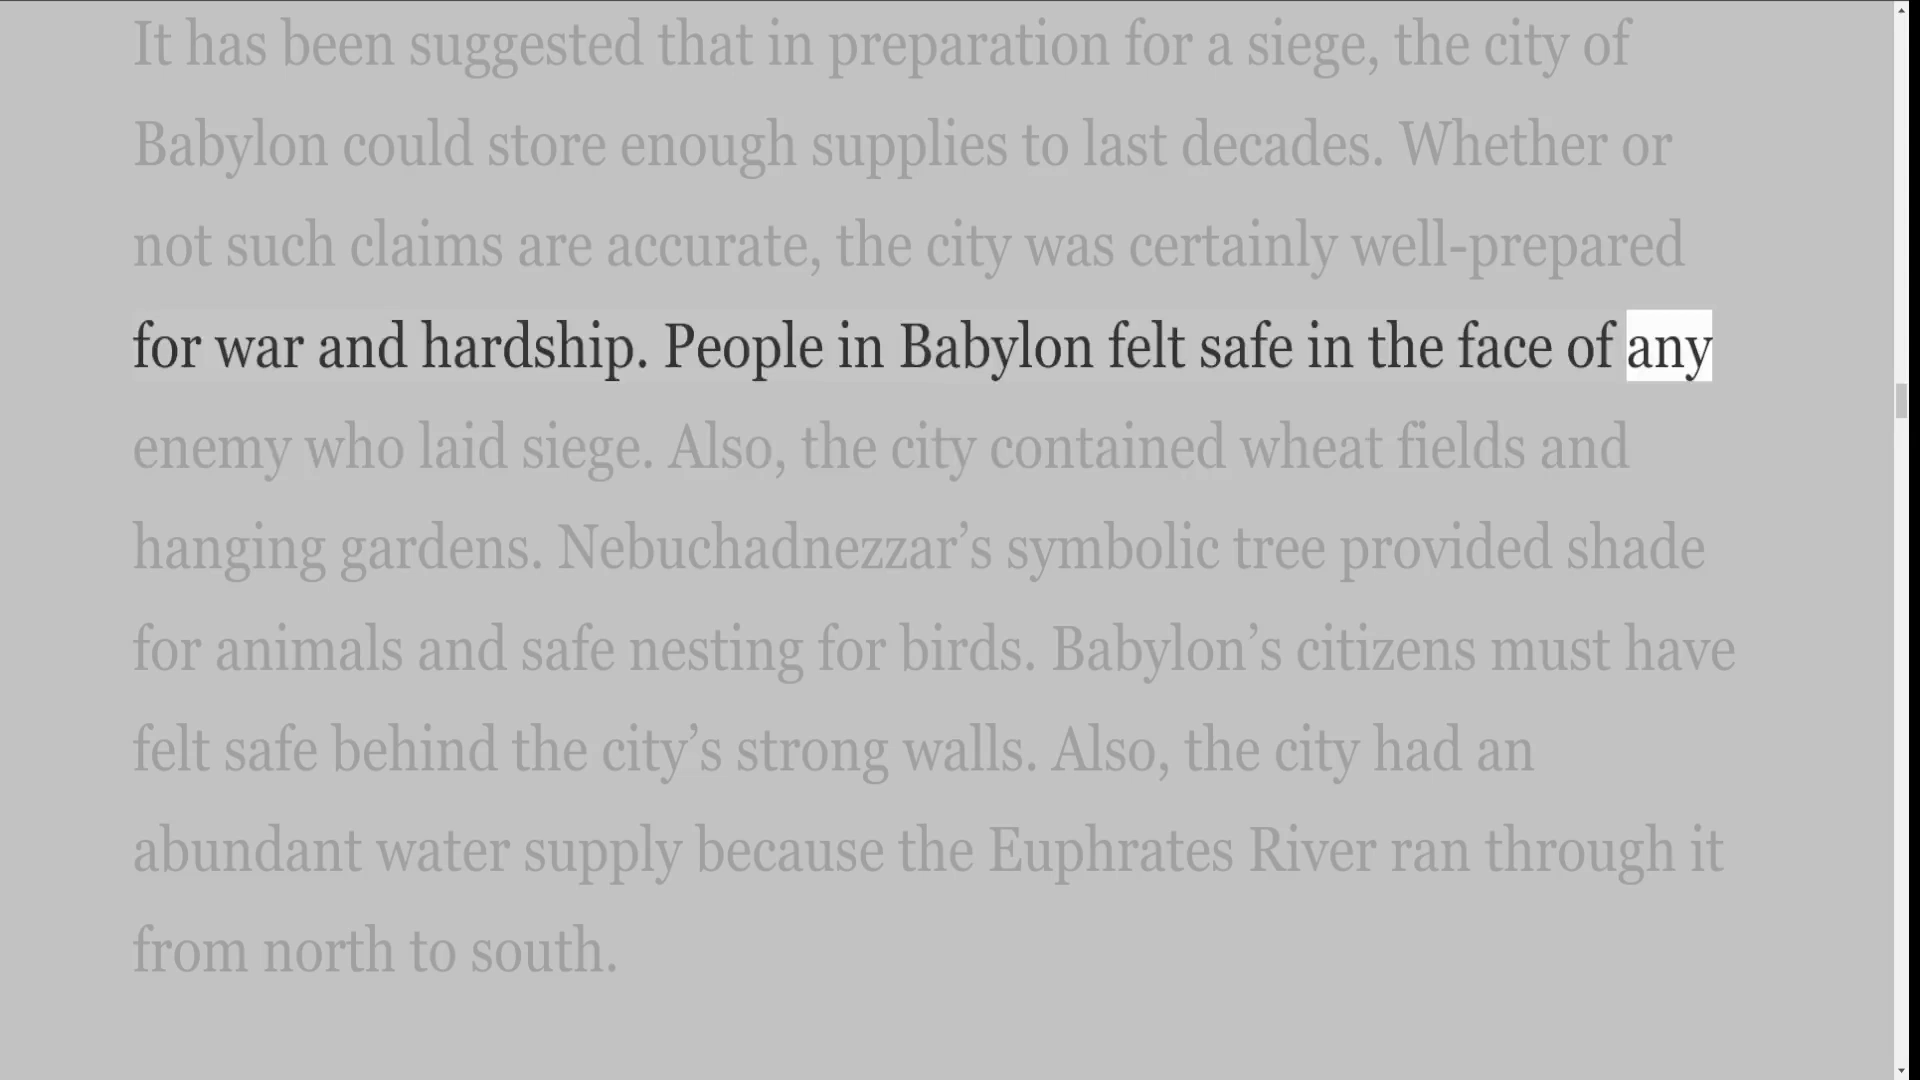 It has been suggested that in preparation for a siege, the city of
Babylon could store enough supplies to last decades. Whether or
not such claims are accurate, the city was certainly well-prepared
for war and hardship. People in Babylon felt safe in the face of any
enemy who laid siege. Also, the city contained wheat fields and
hanging gardens. Nebuchadnezzar’s symbolic tree provided shade
for animals and safe nesting for birds. Babylon’s citizens must have
felt safe behind the city’s strong walls. Also, the city had an
abundant water supply because the Euphrates River ran through it
from north to south.